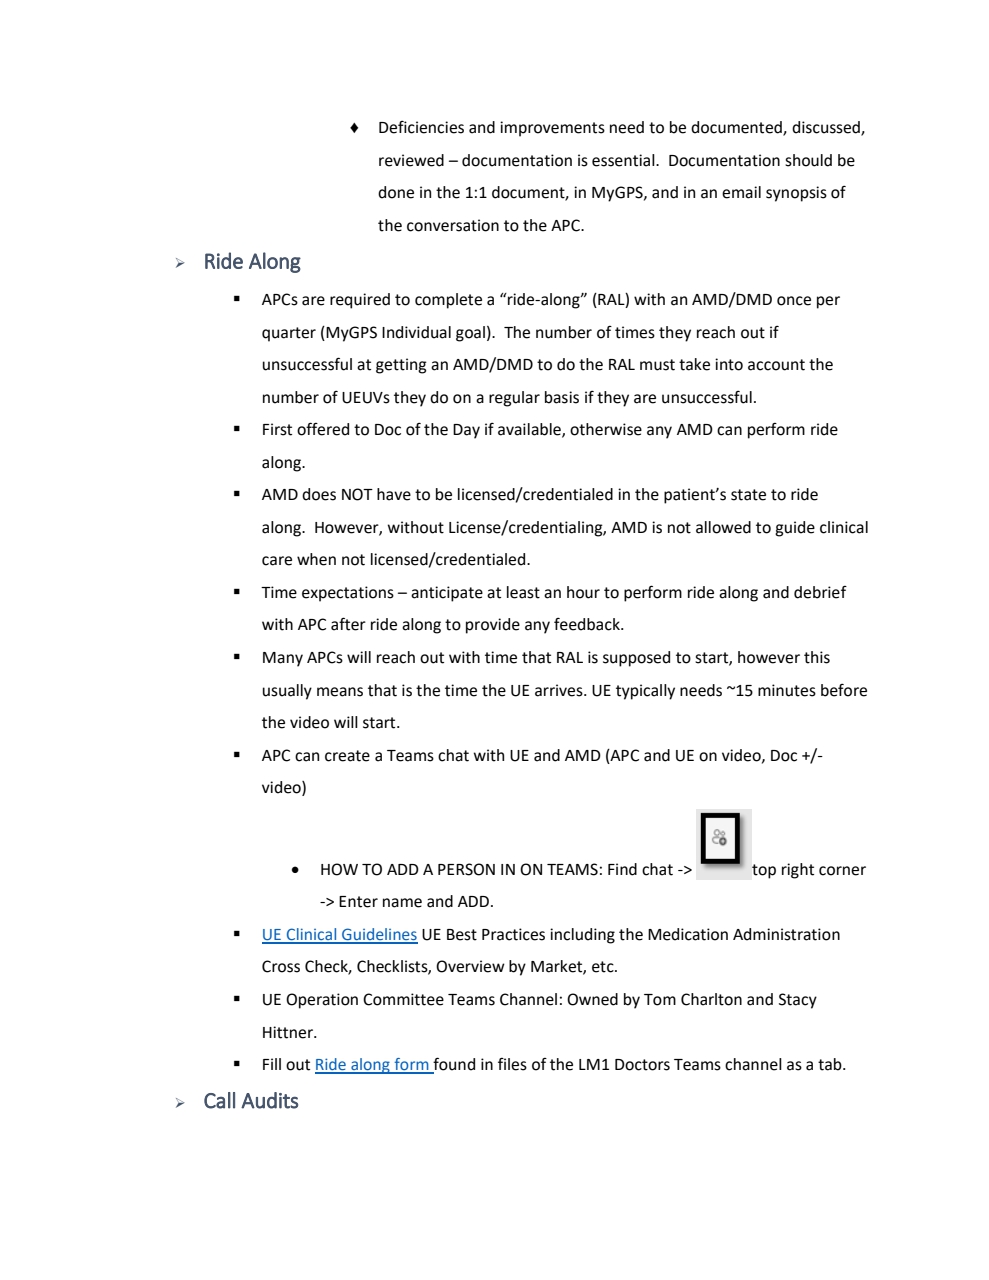 ♦ Deficiencies and improvements need to be documented, discussed,
reviewed – documentation is essential.  Documentation should be
done in the 1:1 document, in MyGPS, and in an email synopsis of
the conversation to the APC.
➢ Ride Along
▪ APCs are required to complete a “ride-along” (RAL) with an AMD/DMD once per
quarter (MyGPS Individual goal).  The number of times they reach out if
unsuccessful at getting an AMD/DMD to do the RAL must take into account the
number of UEUVs they do on a regular basis if they are unsuccessful.
▪ First offered to Doc of the Day if available, otherwise any AMD can perform ride
along.
▪ AMD does NOT have to be licensed/credentialed in the patient’s state to ride
along.  However, without License/credentialing, AMD is not allowed to guide clinical
care when not licensed/credentialed.
▪ Time expectations – anticipate at least an hour to perform ride along and debrief
with APC after ride along to provide any feedback.
▪ Many APCs will reach out with time that RAL is supposed to start, however this
usually means that is the time the UE arrives. UE typically needs ~15 minutes before
the video will start.
▪ APC can create a Teams chat with UE and AMD (APC and UE on video, Doc +/-
video)
• HOW TO ADD A PERSON IN ON TEAMS: Find chat -> top right corner
-> Enter name and ADD.
▪ UE Clinical Guidelines UE Best Practices including the Medication Administration
Cross Check, Checklists, Overview by Market, etc.
▪ UE Operation Committee Teams Channel: Owned by Tom Charlton and Stacy
Hittner.
▪ Fill out Ride along form found in files of the LM1 Doctors Teams channel as a tab.
➢ Call Audits